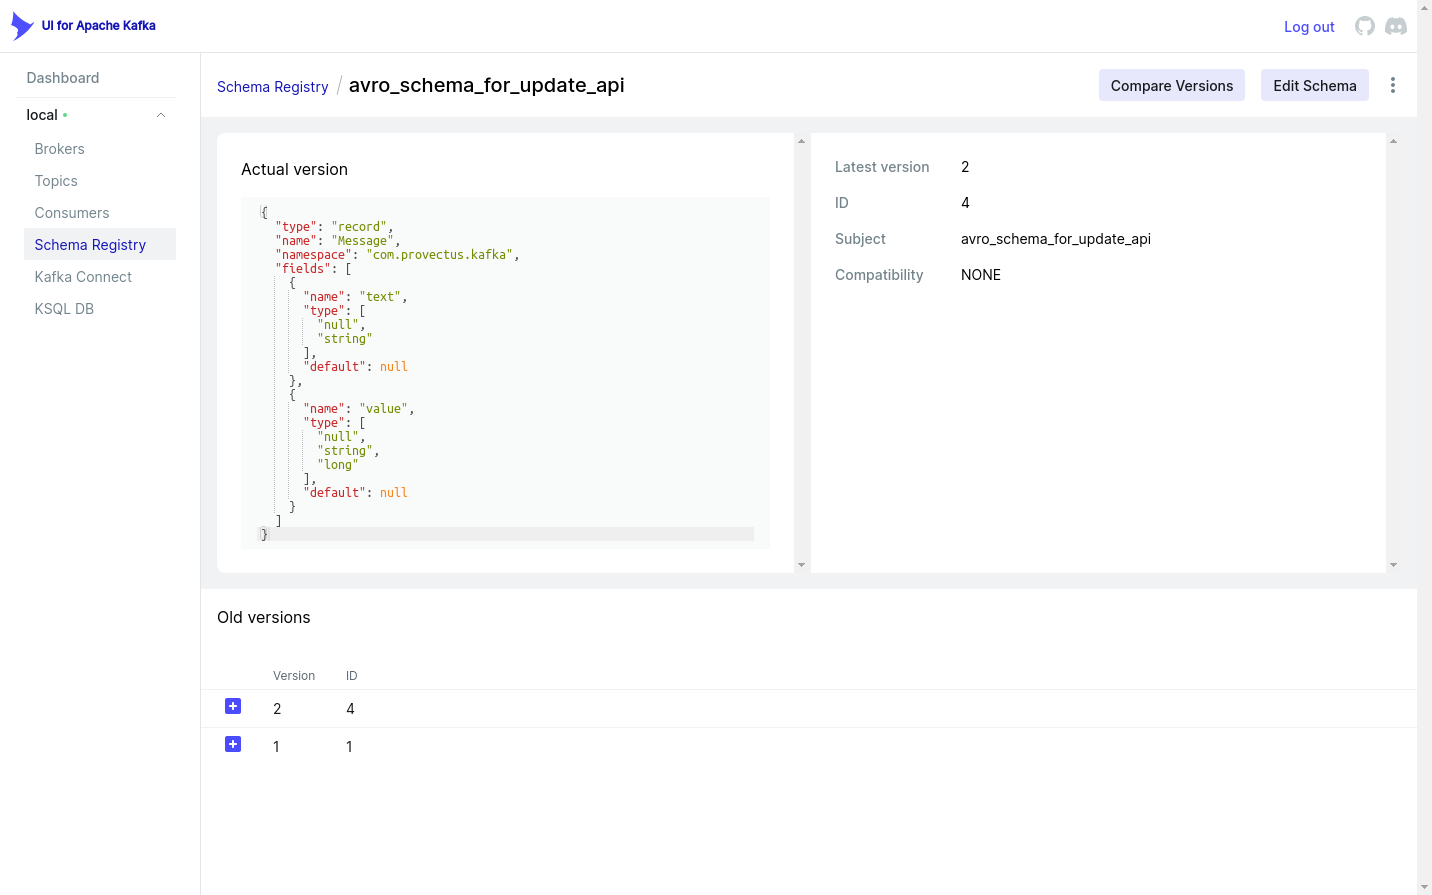 UI for Apache Kafka
Log out
Dashboard
local
Brokers
Topics
Consumers
Schema Registry
Kafka Connect
KSQL DB
Schema Registry / avro_schema_for_update_api
Compare Versions
Edit Schema
Actual version
{
  "type": "record",
  "name": "Message",
  "namespace": "com.provectus.kafka",
  "fields": [
    {
      "name": "text",
      "type": [
        "null",
        "string"
      ],
      "default": null
    },
    {
      "name": "value",
      "type": [
        "null",
        "string",
        "long"
      ],
      "default": null
    }
  ]
}
Latest version 2
ID 4
Subject avro_schema_for_update_api
Compatibility NONE
Old versions
Version ID
2 4
1 1